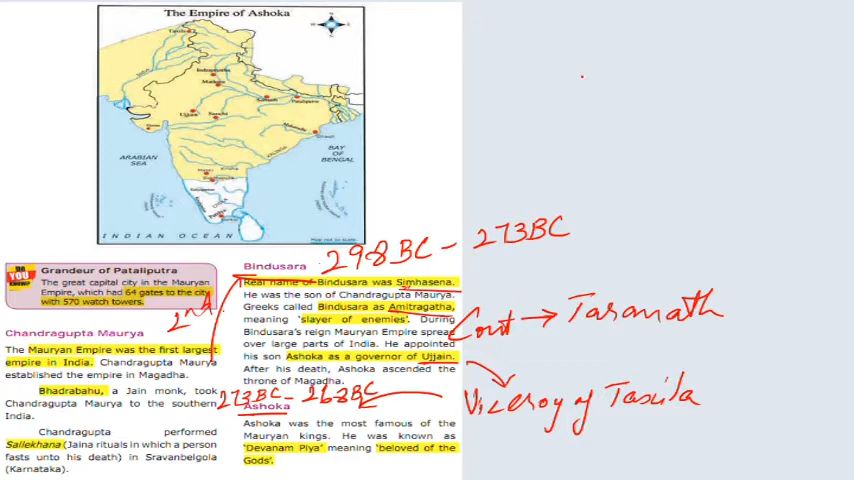 The Empire of Ashoka
ARABIAN
SEA
BAY
OF
BENGAL
Ujjain
INDIAN OCEAN
298BC - 273BC
Do
YOU
Grandeur of Pataliputra
The great capital city in the Mauryan
Empire, which had 64 gates to the city
with 570 watch towers.
2nd
Chandragupta Maurya
The Mauryan Empire was the first largest
empire in India. Chandragupta Maurya
established the empire in Magadha.
Bhadrabahu, a Jain monk, took
Chandragupta Maurya to the southern
India.
Chandragupta performed
Sallekhana (Jaina rituals in which a person
fasts unto his death) in Sravanbelgola
(Karnataka).
Bindusara
Real name of Bindusara was Simhasena.
He was the son of Chandragupta Maurya.
Greeks called Bindusara as Amitragatha,
meaning 'slayer of enemies'. During
Bindusara's reign Mauryan Empire spread
over large parts of India. He appointed
his son Ashoka as a governor of Ujjain.
After his death, Ashoka ascended the
throne of Magadha.
Court → Taranath
Viceroy of Taxila
273BC - 268BC
Ashoka
Ashoka was the most famous of the
Mauryan kings. He was known as
'Devanam Piya' meaning 'beloved of the
Gods'.